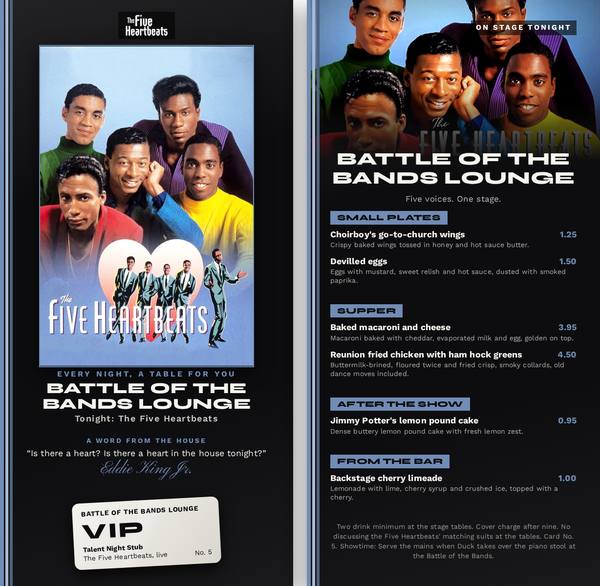 The Five
Heartbeats
The
Five Heartbeats
EVERY NIGHT, A TABLE FOR YOU
BATTLE OF THE
BANDS LOUNGE
Tonight: The Five Heartbeats
A WORD FROM THE HOUSE
"Is there a heart? Is there a heart in the house tonight?"
Eddie King Jr.
BATTLE OF THE BANDS LOUNGE
VIP
Talent Night Stub
The Five Heartbeats, live No. 5
ON STAGE TONIGHT
The
FIVE HEARTBEATS
BATTLE OF THE
BANDS LOUNGE
Five voices. One stage.
SMALL PLATES
Choirboy's go-to-church wings 1.25
Crispy baked wings tossed in honey and hot sauce butter.
Devilled eggs 1.50
Eggs with mustard, sweet relish and hot sauce, dusted with smoked
paprika.
SUPPER
Baked macaroni and cheese 3.95
Macaroni baked with cheddar, evaporated milk and egg, golden on top.
Reunion fried chicken with ham hock greens 4.50
Buttermilk-brined, floured twice and fried crisp, smoky collards, old
dance moves included.
AFTER THE SHOW
Jimmy Potter's lemon pound cake 0.95
Dense buttery lemon pound cake with fresh lemon zest.
FROM THE BAR
Backstage cherry limeade 1.00
Lemonade with lime, cherry syrup and crushed ice, topped with a
cherry.
Two drink minimum at the stage tables. Cover charge after nine. No
discussing the Five Heartbeats' matching suits at the tables. Card No.
5. Showtime: Serve the mains when Duck takes over the piano stool at
the Battle of the Bands.